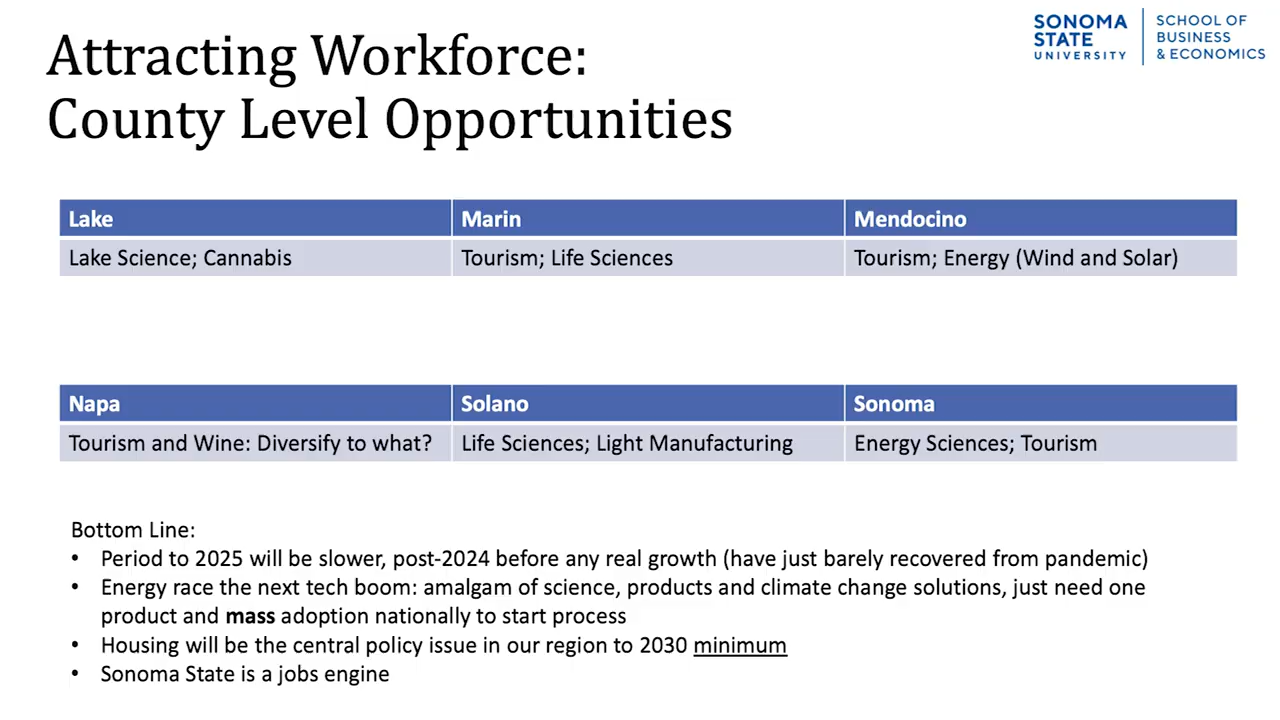 Attracting Workforce:
County Level Opportunities
SONOMA STATE UNIVERSITY
SCHOOL OF BUSINESS & ECONOMICS
Lake Marin Mendocino
Lake Science; Cannabis Tourism; Life Sciences Tourism; Energy (Wind and Solar)
Napa Solano Sonoma
Tourism and Wine: Diversify to what? Life Sciences; Light Manufacturing Energy Sciences; Tourism
Bottom Line:
• Period to 2025 will be slower, post-2024 before any real growth (have just barely recovered from pandemic)
• Energy race the next tech boom: amalgam of science, products and climate change solutions, just need one
product and mass adoption nationally to start process
• Housing will be the central policy issue in our region to 2030 minimum
• Sonoma State is a jobs engine